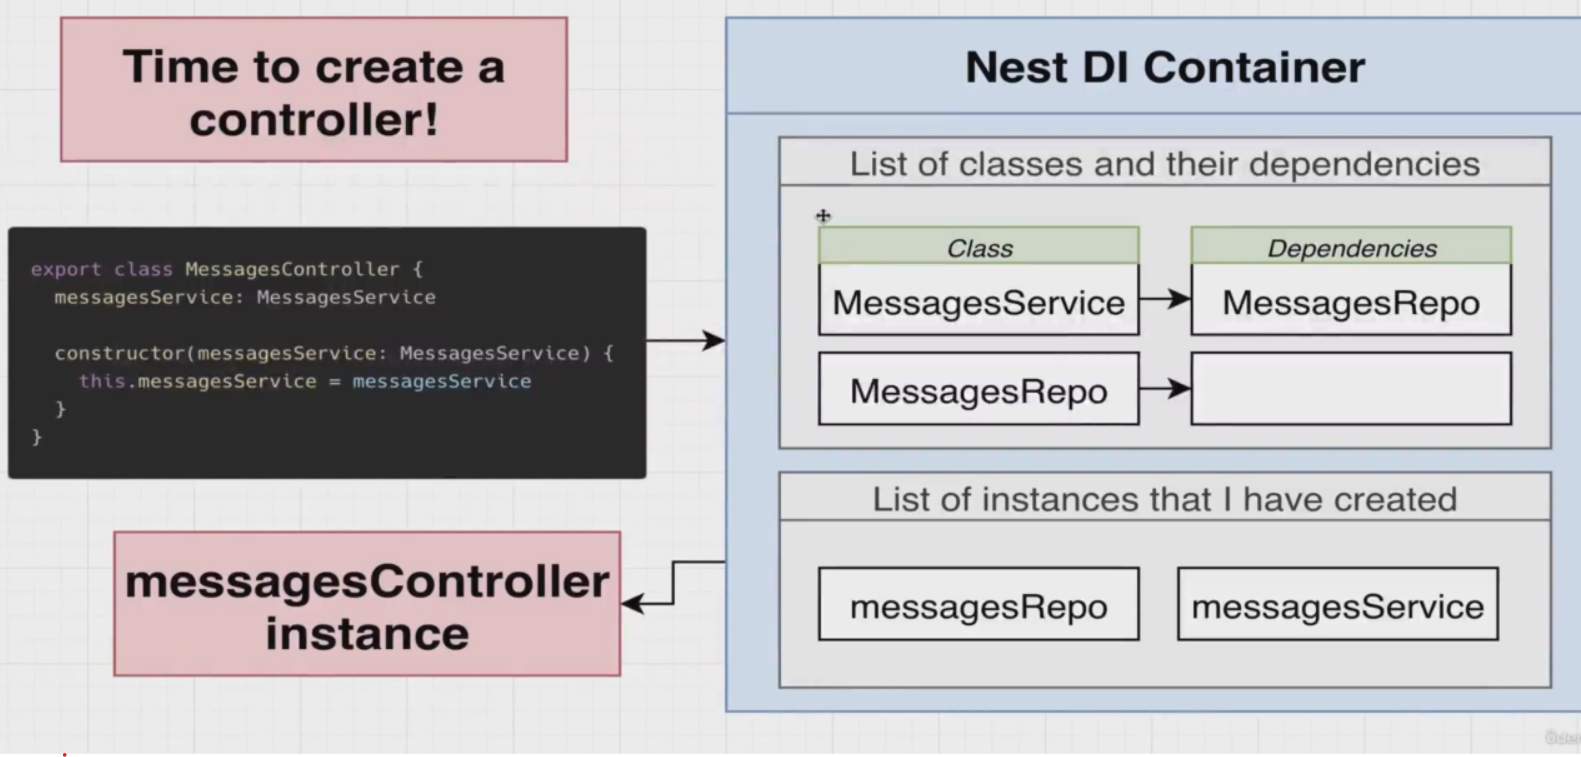 Time to create a
controller!
export class MessagesController {
messagesService: MessagesService
constructor(messagesService: MessagesService) {
this.messagesService = messagesService
}
}
messagesController
instance
Nest DI Container
List of classes and their dependencies
Class
Dependencies
MessagesService
MessagesRepo
MessagesRepo
List of instances that I have created
messagesRepo
messagesService